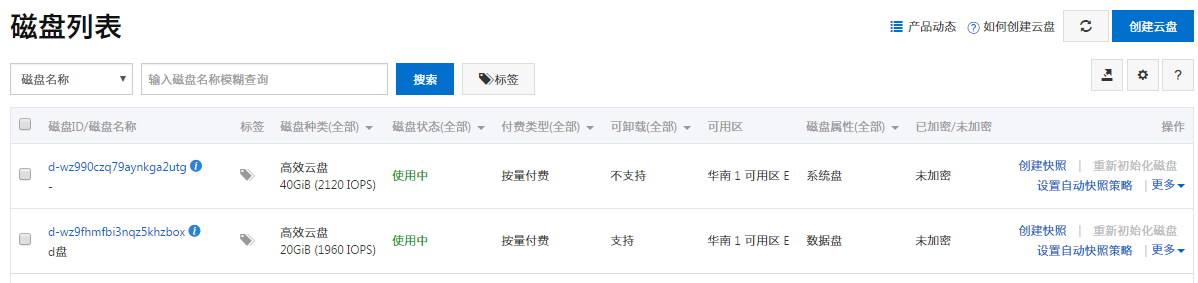 磁盘列表
产品动态 ? 如何创建云盘 创建云盘
磁盘名称 输入磁盘名称模糊查询 搜索 标签 ?
磁盘ID/磁盘名称 标签 磁盘种类(全部) 磁盘状态(全部) 付费类型(全部) 可卸载(全部) 可用区 磁盘属性(全部) 已加密/未加密 操作
d-wz990czq79aynkga2utg 高效云盘 使用中 按量付费 不支持 华南 1 可用区 E 系统盘 未加密 创建快照 | 重新初始化磁盘
- 40GiB (2120 IOPS) 设置自动快照策略 | 更多
d-wz9fhmfbi3nqz5khzbox 高效云盘 使用中 按量付费 支持 华南 1 可用区 E 数据盘 未加密 创建快照 | 重新初始化磁盘
d盘 20GiB (1960 IOPS) 设置自动快照策略 | 更多